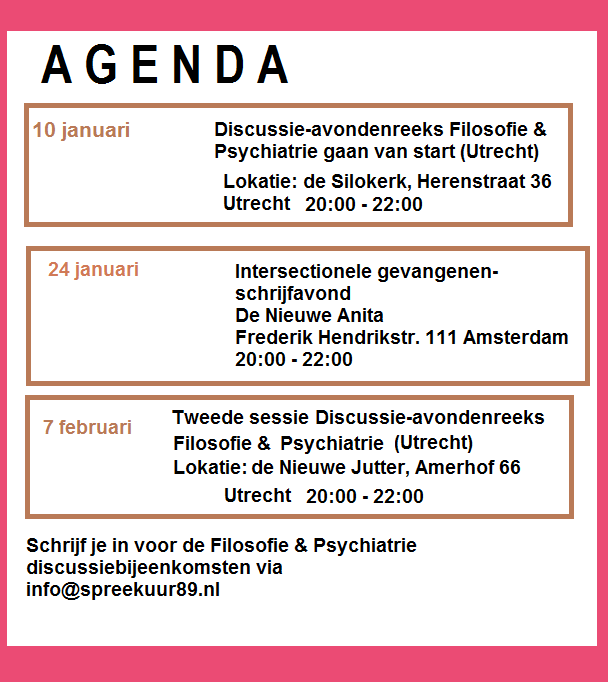 AGENDA
10 januari
Discussie-avondenreeks Filosofie &
Psychiatrie gaan van start (Utrecht)
Lokatie: de Silokerk, Herenstraat 36
Utrecht 20:00 - 22:00
24 januari
Intersectionele gevangenen-
schrijfavond
De Nieuwe Anita
Frederik Hendrikstr. 111 Amsterdam
20:00 - 22:00
7 februari
Tweede sessie Discussie-avondenreeks
Filosofie & Psychiatrie (Utrecht)
Lokatie: de Nieuwe Jutter, Amerhof 66
Utrecht 20:00 - 22:00
Schrijf je in voor de Filosofie & Psychiatrie
discussiebijeenkomsten via
info@spreekuur89.nl